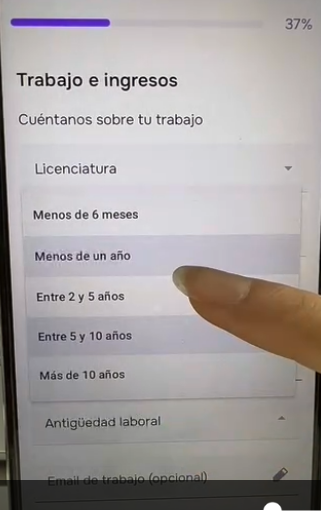 37%
Trabajo e ingresos
Cuéntanos sobre tu trabajo
Licenciatura
Menos de 6 meses
Menos de un año
Entre 2 y 5 años
Entre 5 y 10 años
Más de 10 años
Antigüedad laboral
Email de trabajo (opcional)